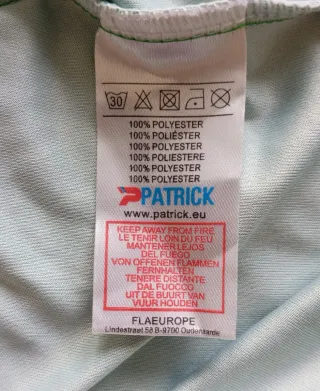 30
100% POLYESTER
100% POLIÉSTER
100% POLYESTER
100% POLIESTERE
100% POLYESTER
100% POLYESTER
PATRICK
www.patrick.eu
KEEP AWAY FROM FIRE
LE TENIR LOIN DU FEU
MANTENER LEJOS
DEL FUEGO
VON OFFENEN FLAMMEN
FERNHALTEN
TENERE DISTANTE
DAL FUOCCO
UIT DE BUURT VAN
VUUR HOUDEN
FLAEUROPE
Lindestraat 58 B-9700 Oudenaarde